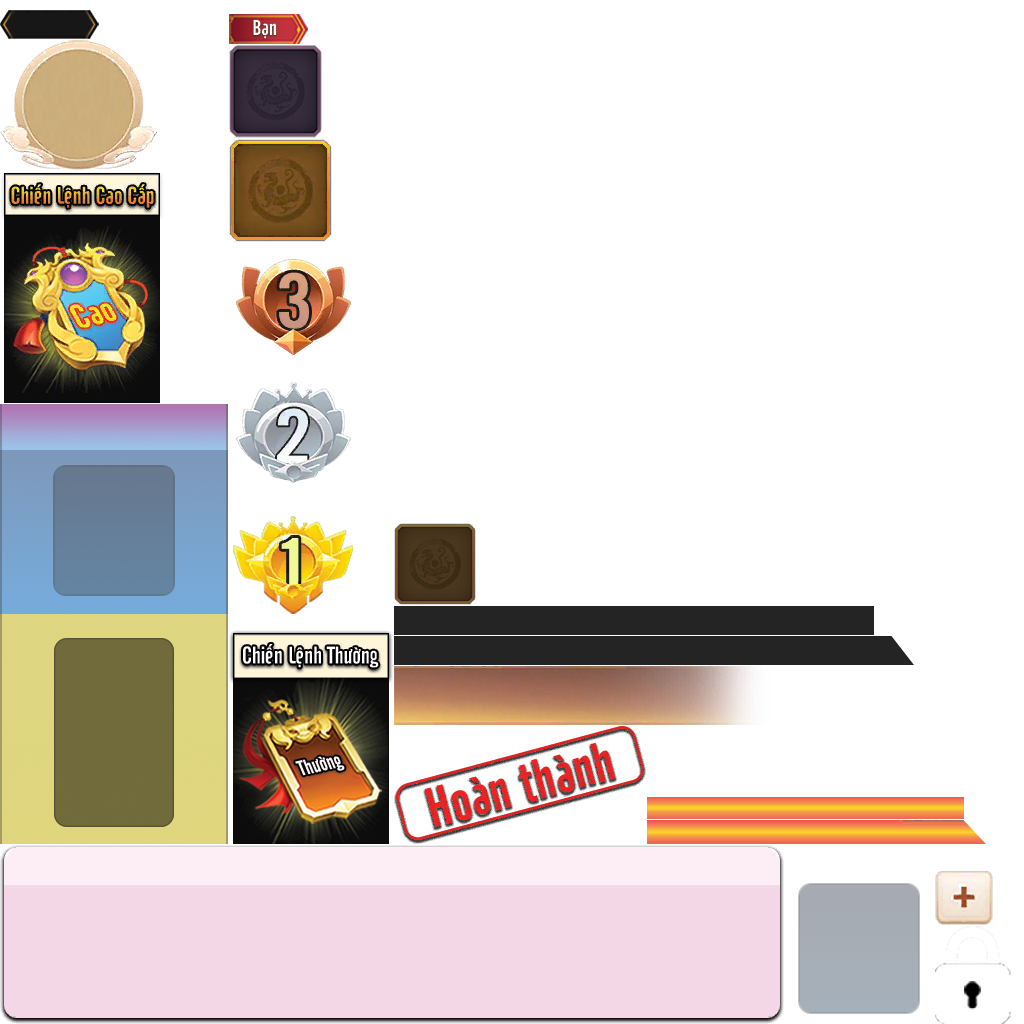 Bạn
Chiến Lệnh Cao Cấp
Cao
3
2
1
Chiến Lệnh Thường
Thường
Hoàn thành